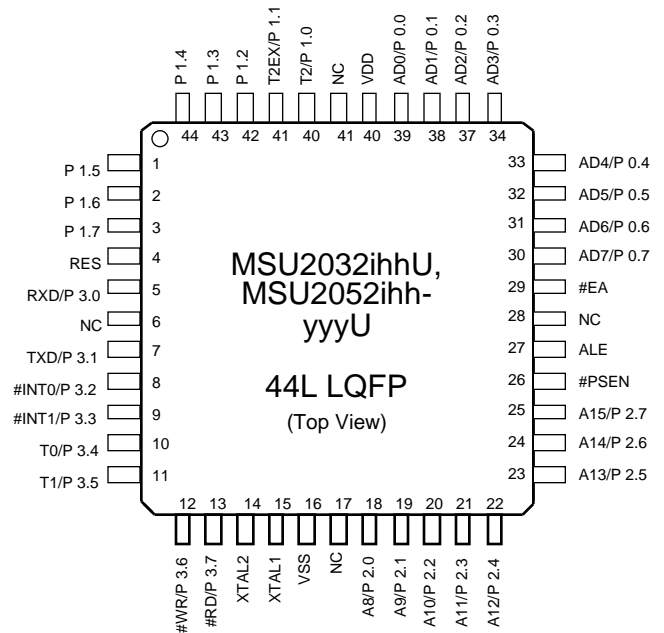 P 1.4
P 1.3
P 1.2
T2EX/P 1.1
T2/P 1.0
NC
VDD
AD0/P 0.0
AD1/P 0.1
AD2/P 0.2
AD3/P 0.3
44 43 42 41 40 41 40 39 38 37 34
P 1.5 1
P 1.6 2
P 1.7 3
RES 4
RXD/P 3.0 5
NC 6
TXD/P 3.1 7
#INT0/P 3.2 8
#INT1/P 3.3 9
T0/P 3.4 10
T1/P 3.5 11
MSU2032ihhU,
MSU2052ihh-
yyyU
44L LQFP
(Top View)
33 AD4/P 0.4
32 AD5/P 0.5
31 AD6/P 0.6
30 AD7/P 0.7
29 #EA
28 NC
27 ALE
26 #PSEN
25 A15/P 2.7
24 A14/P 2.6
23 A13/P 2.5
12 13 14 15 16 17 18 19 20 21 22
#WR/P 3.6
#RD/P 3.7
XTAL2
XTAL1
VSS
NC
A8/P 2.0
A9/P 2.1
A10/P 2.2
A11/P 2.3
A12/P 2.4